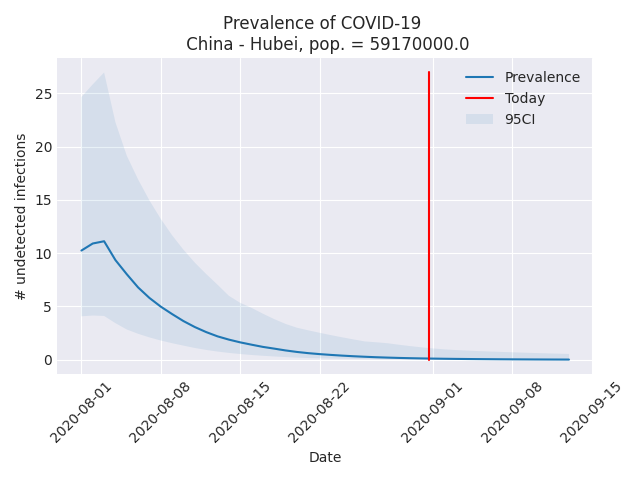 Prevalence of COVID-19
China - Hubei, pop. = 59170000.0
Prevalence
Today
95CI
# undetected infections
25
20
15
10
5
0
2020-08-01
2020-08-08
2020-08-15
2020-08-22
2020-09-01
2020-09-08
2020-09-15
Date